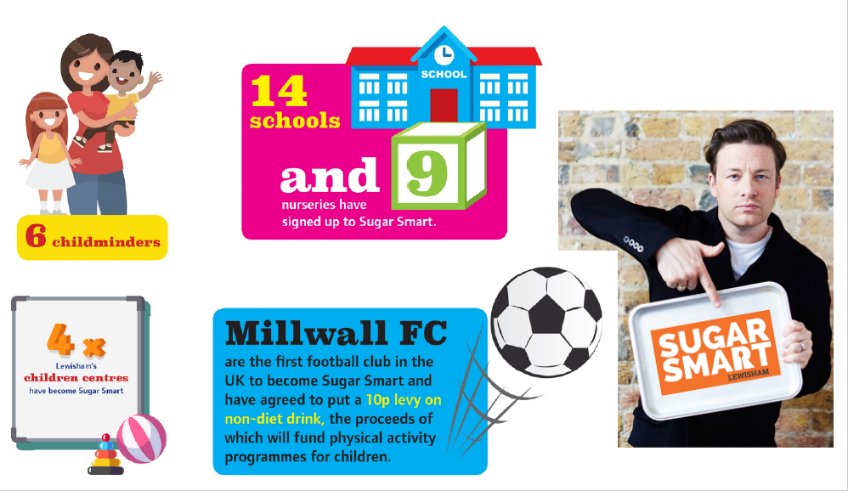 6 childminders
14
schools
SCHOOL
and 9
nurseries have
signed up to Sugar Smart.
4 x
Lewisham's
children centres
have become Sugar Smart
Millwall FC
are the first football club in the
UK to become Sugar Smart and
have agreed to put a 10p levy on
non-diet drink, the proceeds of
which will fund physical activity
programmes for children.
SUGAR
SMART
LEWISHAM